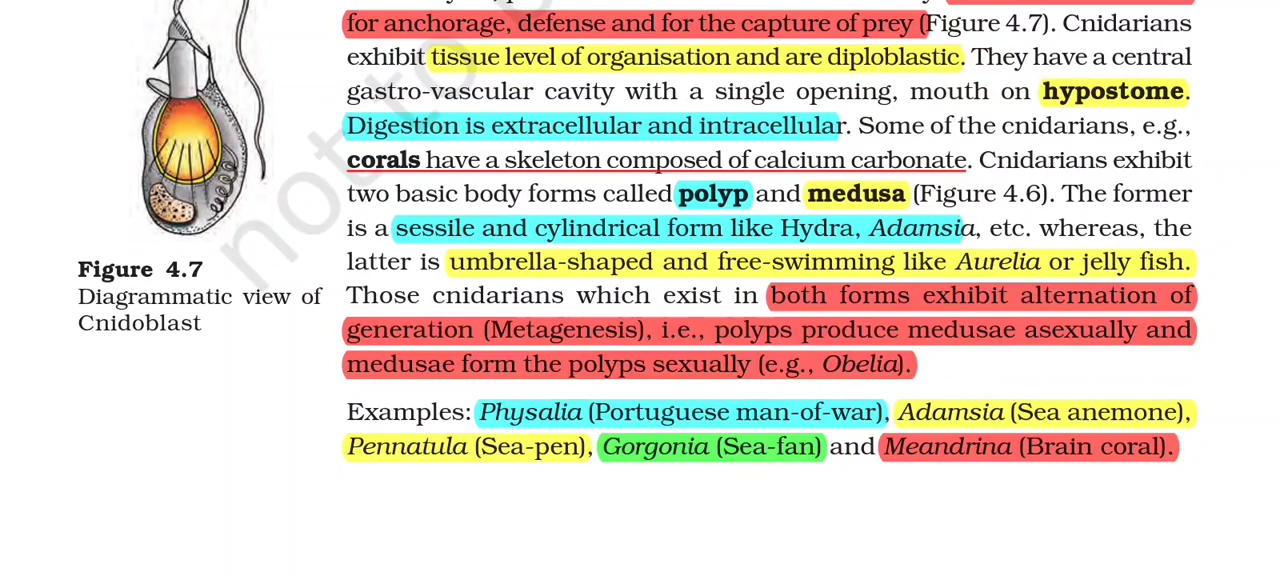 for anchorage, defense and for the capture of prey (Figure 4.7). Cnidarians
exhibit tissue level of organisation and are diploblastic. They have a central
gastro-vascular cavity with a single opening, mouth on hypostome.
Digestion is extracellular and intracellular. Some of the cnidarians, e.g.,
corals have a skeleton composed of calcium carbonate. Cnidarians exhibit
two basic body forms called polyp and medusa (Figure 4.6). The former
is a sessile and cylindrical form like Hydra, Adamsia, etc. whereas, the
latter is umbrella-shaped and free-swimming like Aurelia or jelly fish.
Those cnidarians which exist in both forms exhibit alternation of
generation (Metagenesis), i.e., polyps produce medusae asexually and
medusae form the polyps sexually (e.g., Obelia).
Examples: Physalia (Portuguese man-of-war), Adamsia (Sea anemone),
Pennatula (Sea-pen), Gorgonia (Sea-fan) and Meandrina (Brain coral).
Figure 4.7
Diagrammatic view of
Cnidoblast
not to